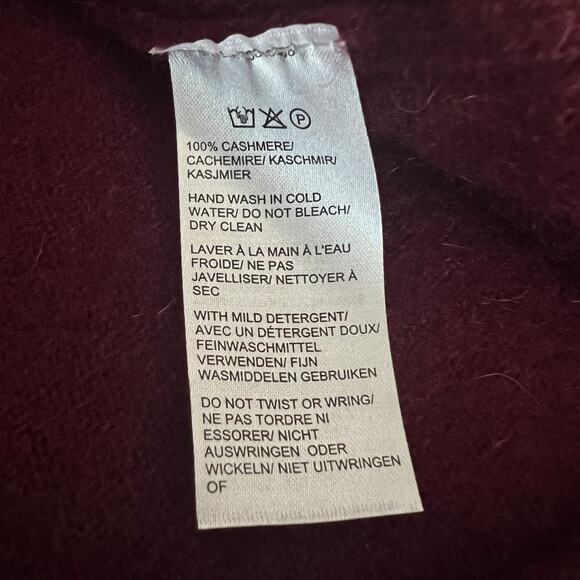 P
100% CASHMERE/
CACHEMIRE/ KASCHMIR/
KASJMIER
HAND WASH IN COLD
WATER/ DO NOT BLEACH/
DRY CLEAN
LAVER À LA MAIN À L'EAU
FROIDE/ NE PAS
JAVELLISER/ NETTOYER À
SEC
WITH MILD DETERGENT/
AVEC UN DÉTERGENT DOUX/
FEINWASCHMITTEL
VERWENDEN/ FIJN
WASMIDDELEN GEBRUIKEN
DO NOT TWIST OR WRING/
NE PAS TORDRE NI
ESSORER/ NICHT
AUSWRINGEN ODER
WICKELN/ NIET UITWRINGEN
OF